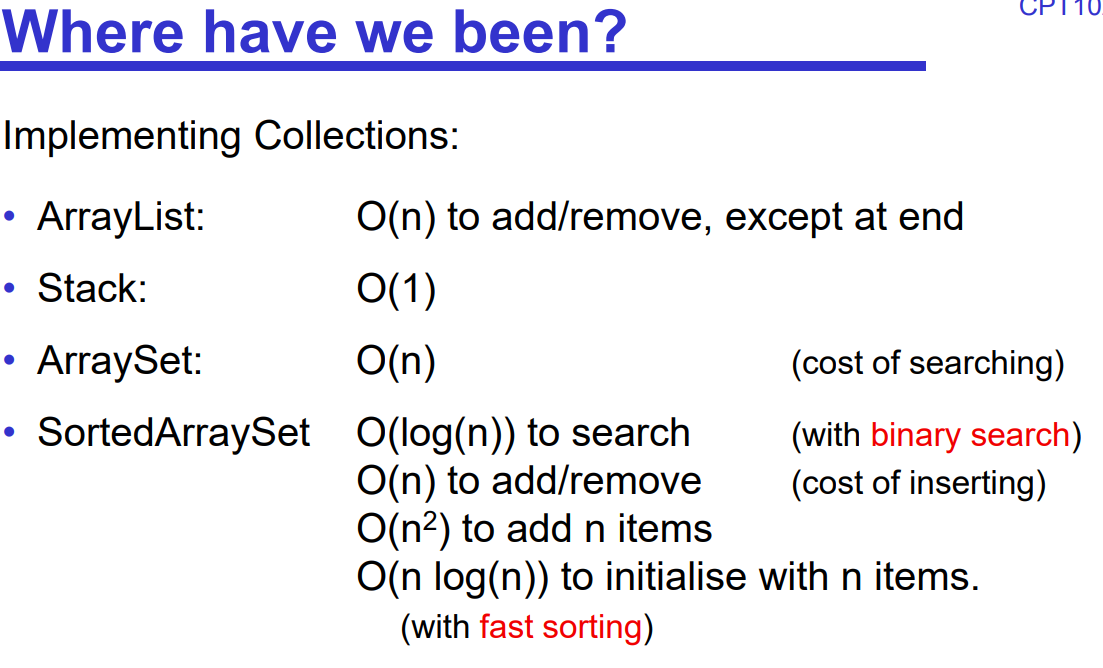 CPT10
Where have we been?
Implementing Collections:
• ArrayList: O(n) to add/remove, except at end
• Stack: O(1)
• ArraySet: O(n) (cost of searching)
• SortedArraySet O(log(n)) to search (with binary search)
O(n) to add/remove (cost of inserting)
O(n²) to add n items
O(n log(n)) to initialise with n items.
(with fast sorting)